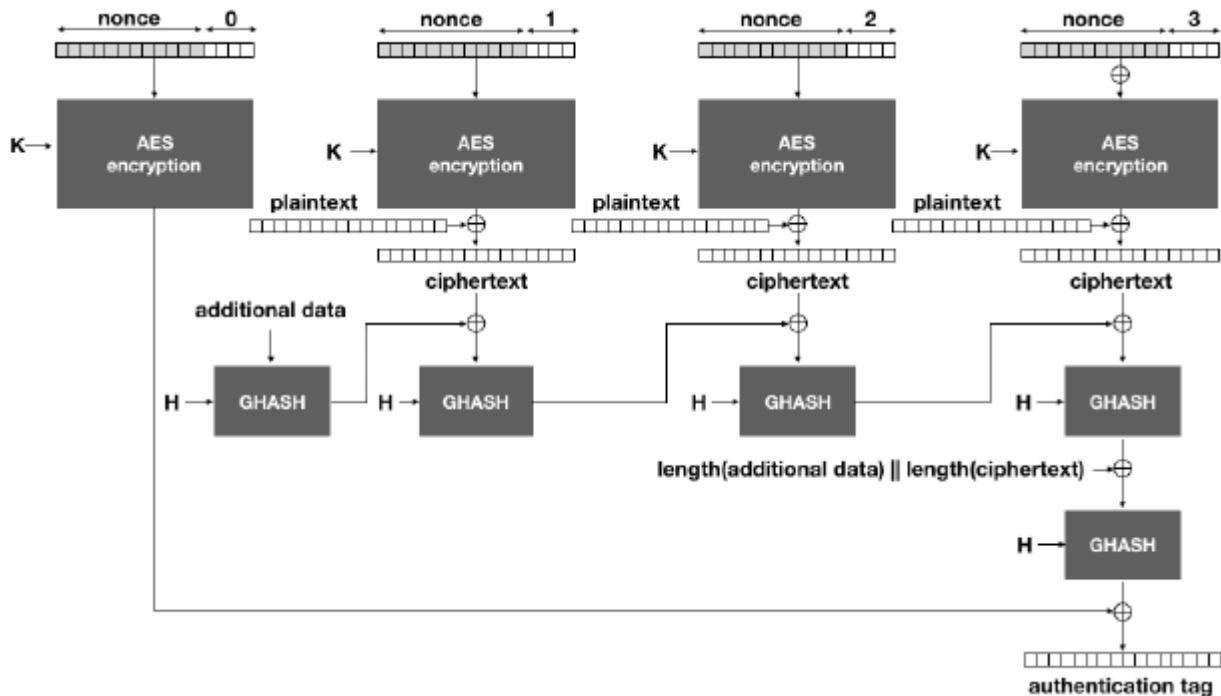 nonce 0 nonce 1 nonce 2 nonce 3
K AES encryption K AES encryption K AES encryption K AES encryption
plaintext plaintext plaintext
ciphertext ciphertext ciphertext
additional data
H GHASH H GHASH H GHASH H GHASH
length(additional data) || length(ciphertext)
H GHASH
authentication tag